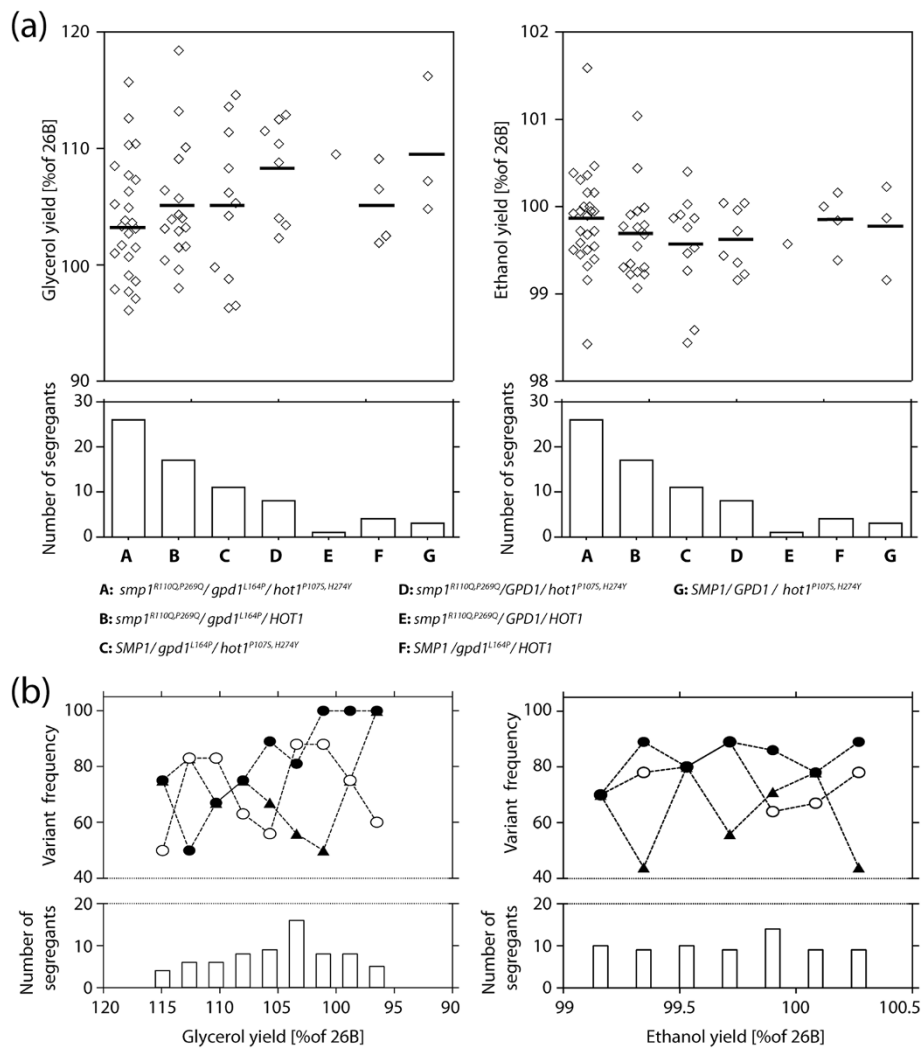 (a)
120
110
100
90
Glycerol yield [%of 26B]
30
20
10
0
Number of segregants
A B C D E F G
102
101
100
99
98
Ethanol yield [%of 26B]
30
20
10
0
Number of segregants
A B C D E F G
A: smp1R110Q,P269Q/ gpd1L164P/ hot1P107S, H274Y
D: smp1R110Q,P269Q/GPD1/ hot1P107S, H274Y
G: SMP1/ GPD1 / hot1P107S, H274Y
B: smp1R110Q,P269Q/ gpd1L164P/HOT1
E: smp1R110Q,P269Q/GPD1/HOT1
C: SMP1/ gpd1L164P/ hot1P107S, H274Y
F: SMP1 /gpd1L164P/ HOT1
(b)
100
80
60
40
Variant frequency
20
10
0
Number of
segregants
120 115 110 105 100 95 90
Glycerol yield [%of 26B]
100
80
60
40
Variant frequency
20
10
0
Number of
segregants
99 99.5 100 100.5
Ethanol yield [%of 26B]